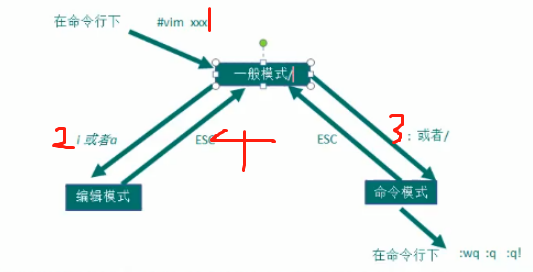 在命令行下 #vim xxx 1
一般模式/
2 i 或者a
ESC
ESC
3 : 或者/
编辑模式
命令模式
在命令行下 :wq :q :q!